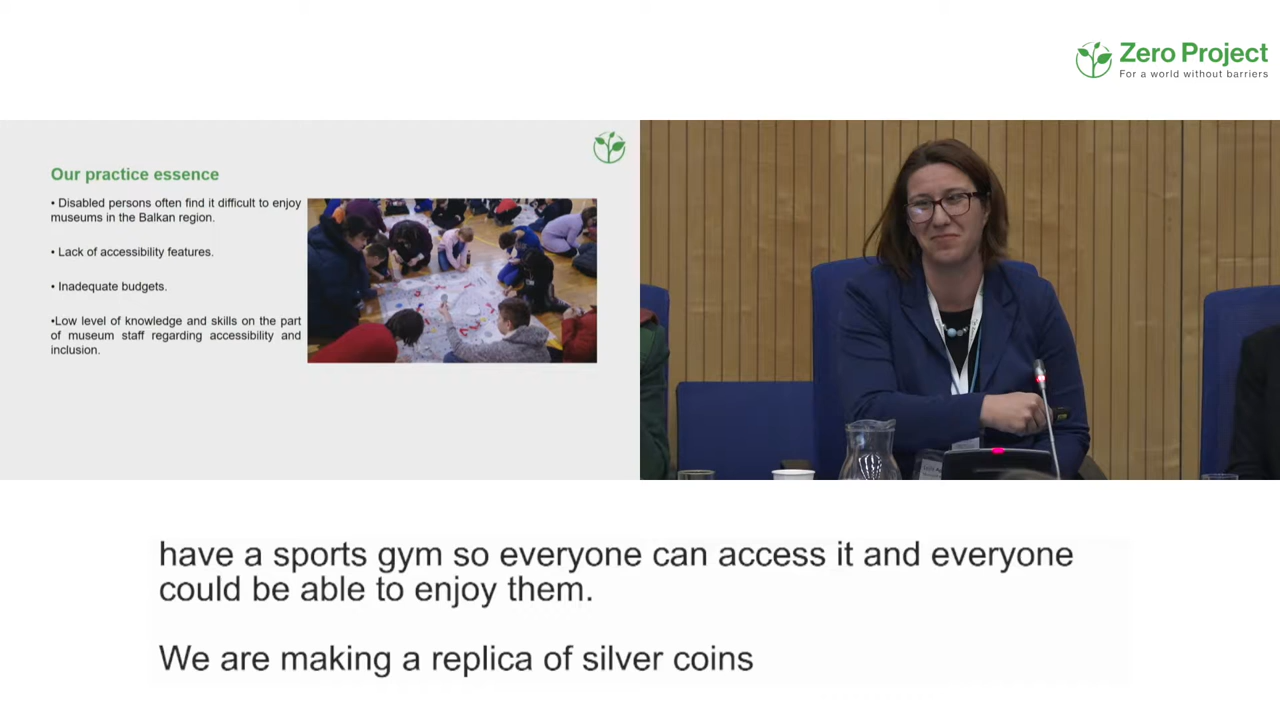 Zero Project
For a world without barriers
Our practice essence
• Disabled persons often find it difficult to enjoy
museums in the Balkan region.
• Lack of accessibility features.
• Inadequate budgets.
•Low level of knowledge and skills on the part
of museum staff regarding accessibility and
inclusion.
have a sports gym so everyone can access it and everyone
could be able to enjoy them.
We are making a replica of silver coins